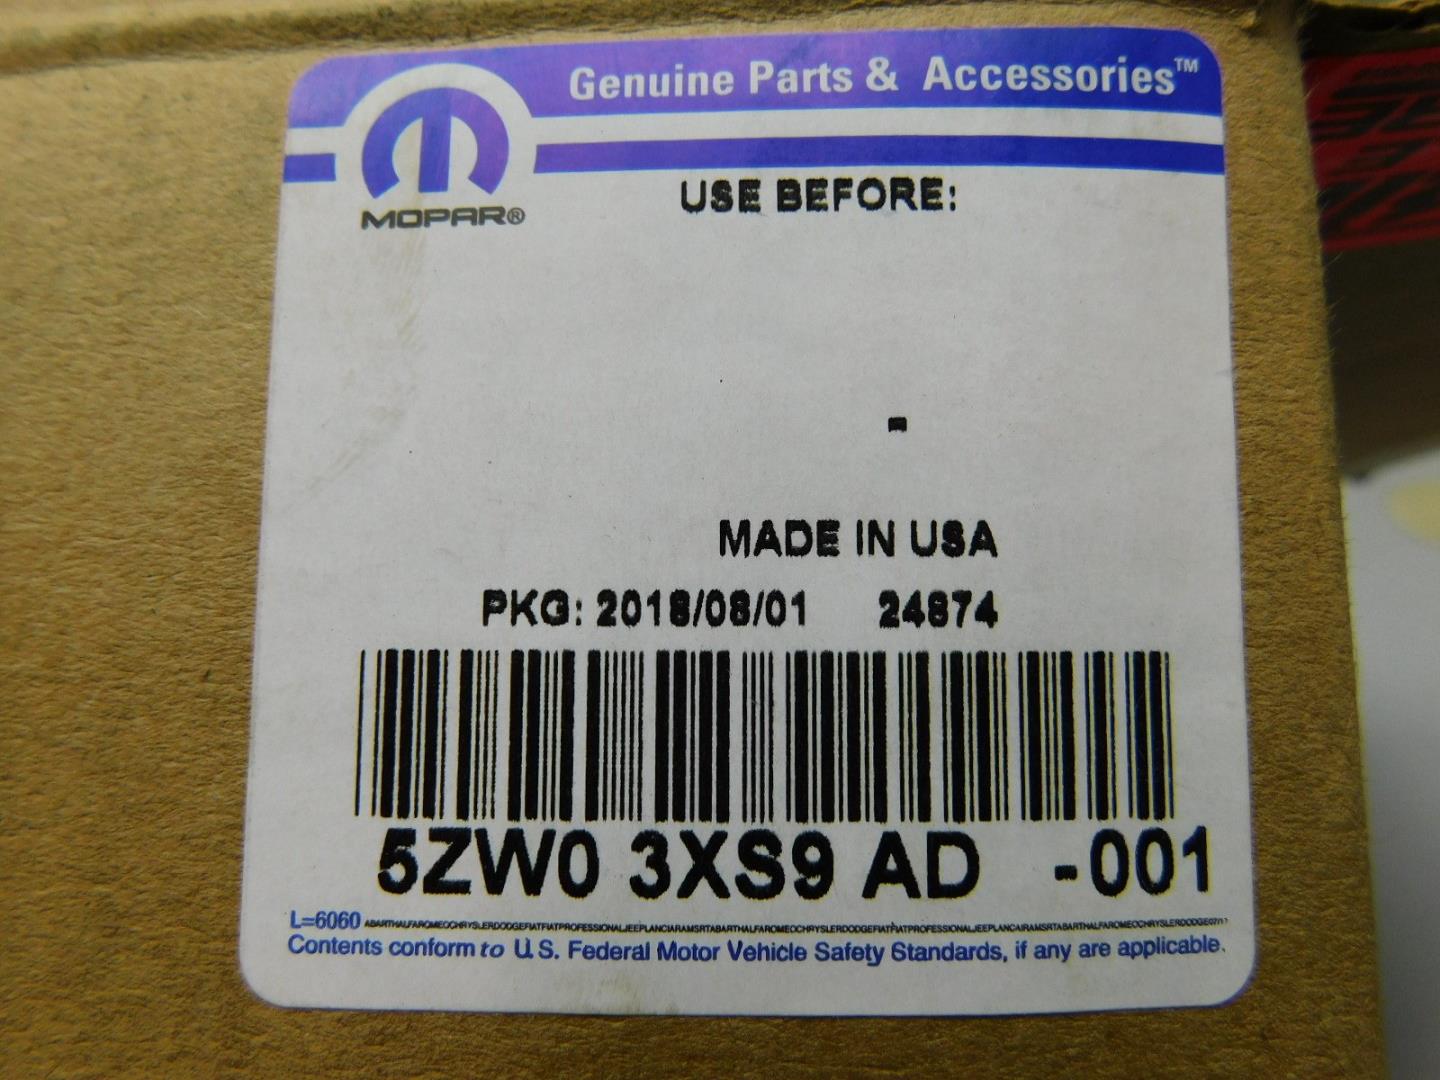 Genuine Parts & Accessories™
MOPAR®
USE BEFORE:
-
MADE IN USA
PKG: 2018/08/01 24874
5ZW0 3XS9 AD -001
L=6060
Contents conform to U.S. Federal Motor Vehicle Safety Standards, if any are applicable.